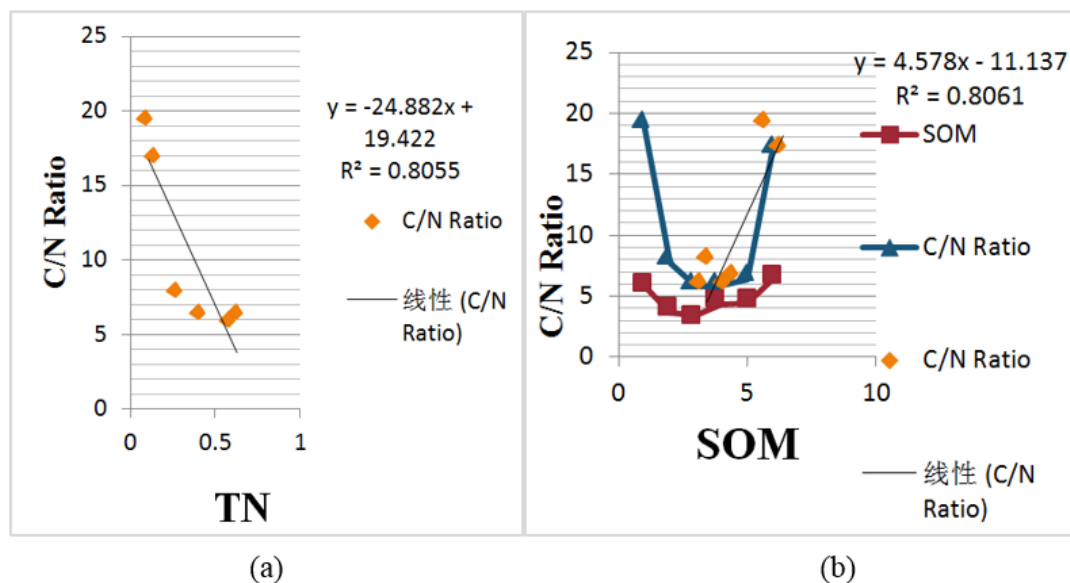 25
20
15
10
5
0
0
0.5
1
C/N Ratio
TN
y = -24.882x +
19.422
R² = 0.8055
C/N Ratio
线性 (C/N
Ratio)
(a)
25
20
15
10
5
0
0
5
10
C/N Ratio
SOM
y = 4.578x - 11.137
R² = 0.8061
SOM
C/N Ratio
C/N Ratio
线性 (C/N
Ratio)
(b)